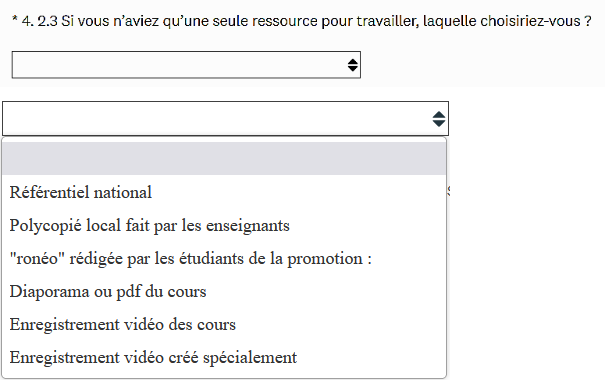 * 4. 2.3 Si vous n’aviez qu’une seule ressource pour travailler, laquelle choisiriez-vous ?
Référentiel national
Polycopié local fait par les enseignants
"ronéo" rédigée par les étudiants de la promotion :
Diaporama ou pdf du cours
Enregistrement vidéo des cours
Enregistrement vidéo créé spécialement